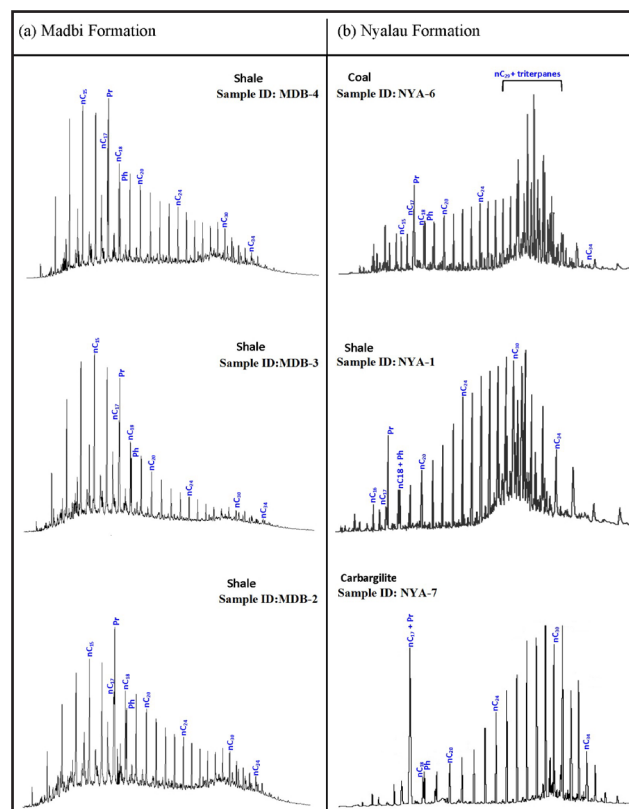 (a) Madbi Formation
Shale
Sample ID: MDB-4
nC15
nC17
Pr
nC18
Ph
nC20
nC24
nC30
nC34
Shale
Sample ID:MDB-3
nC15
nC17
Pr
nC18
Ph
nC20
nC24
nC30
nC34
Shale
Sample ID:MDB-2
nC15
nC17
Pr
nC18
Ph
nC20
nC24
nC30
nC34
(b) Nyalau Formation
Coal
Sample ID: NYA-6
nC29+ triterpanes
nC15
nC17
Pr
nC18
Ph
nC20
nC24
nC34
Shale
Sample ID: NYA-1
nC16
nC17
Pr
nC18 + Ph
nC20
nC24
nC30
nC34
Carbargilite
Sample ID: NYA-7
nC17 + Pr
nC18
Ph
nC20
nC24
nC30
nC34